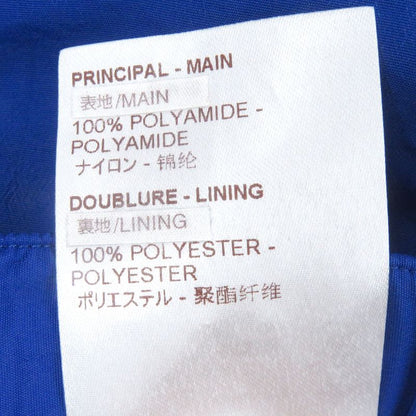 PRINCIPAL - MAIN
表地/MAIN
100% POLYAMIDE -
POLYAMIDE
ナイロン - 锦纶
DOUBLURE - LINING
裏地/LINING
100% POLYESTER -
POLYESTER
ポリエステル - 聚酯纤维